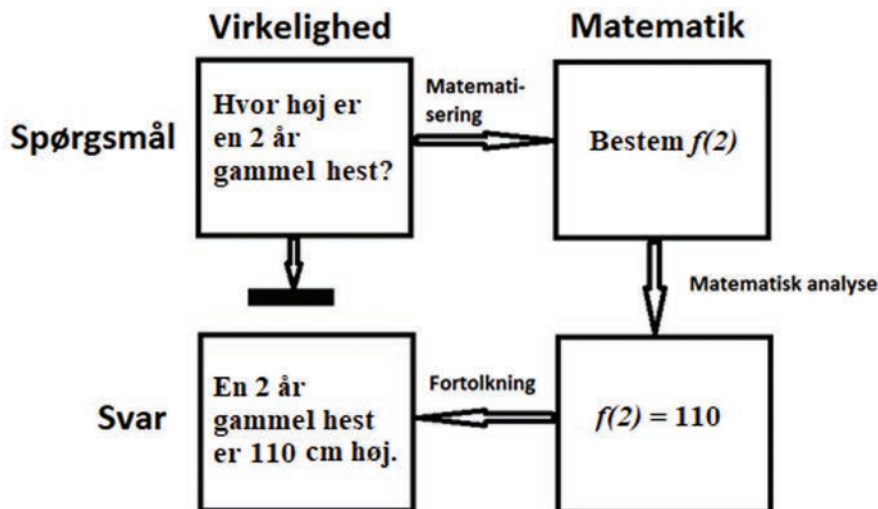 Virkelighed
Matematik
Spørgsmål
Hvor høj er
en 2 år
gammel hest?
Matemati-
sering
Bestem f(2)
Matematisk analyse
Svar
En 2 år
gammel hest
er 110 cm høj.
Fortolkning
f(2) = 110